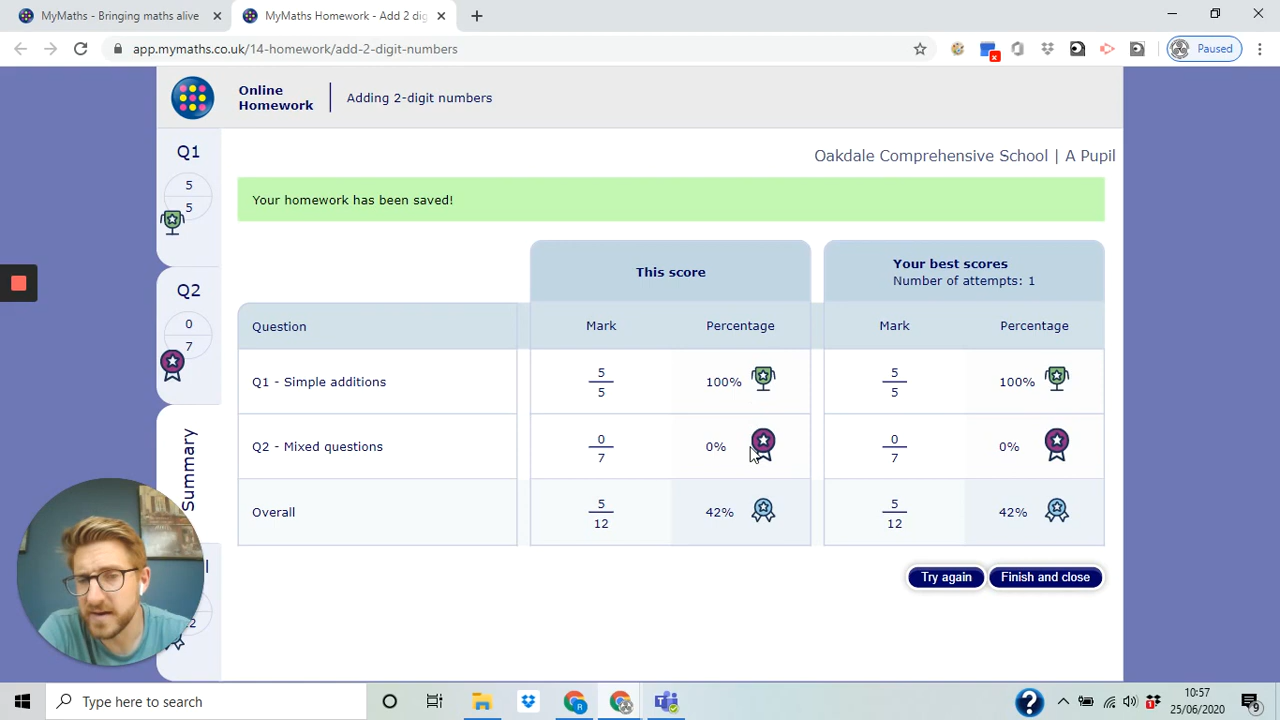 MyMaths - Bringing maths alive
MyMaths Homework - Add 2 dig
app.mymaths.co.uk/14-homework/add-2-digit-numbers
Paused
Online
Homework
Adding 2-digit numbers
Oakdale Comprehensive School | A Pupil
Q1
5
5
Your homework has been saved!
This score
Your best scores
Number of attempts: 1
Q2
0
7
Question
Mark
Percentage
Mark
Percentage
Q1 - Simple additions
5
5
100%
5
5
100%
Q2 - Mixed questions
0
7
0%
0
7
0%
Summary
Overall
5
12
42%
5
12
42%
Try again
Finish and close
Type here to search
10:57
25/06/2020
9